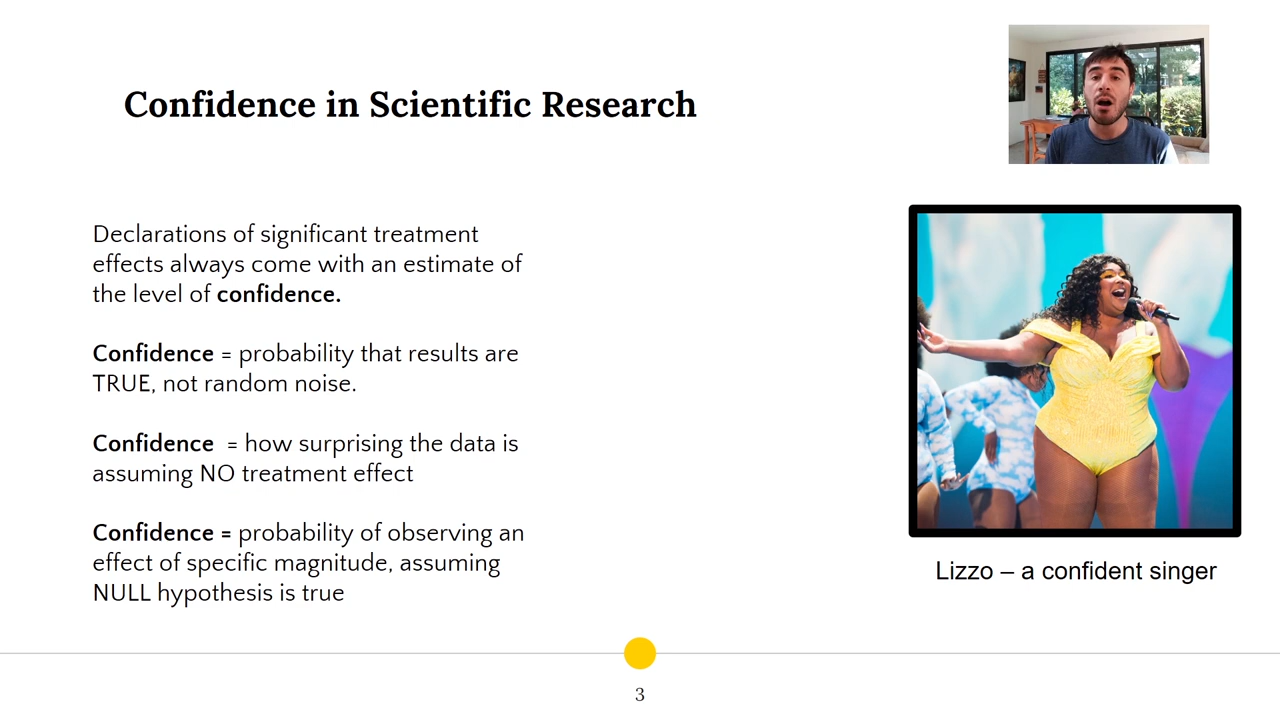 Confidence in Scientific Research
Declarations of significant treatment
effects always come with an estimate of
the level of confidence.
Confidence = probability that results are
TRUE, not random noise.
Confidence  = how surprising the data is
assuming NO treatment effect
Confidence = probability of observing an
effect of specific magnitude, assuming
NULL hypothesis is true
Lizzo – a confident singer
3